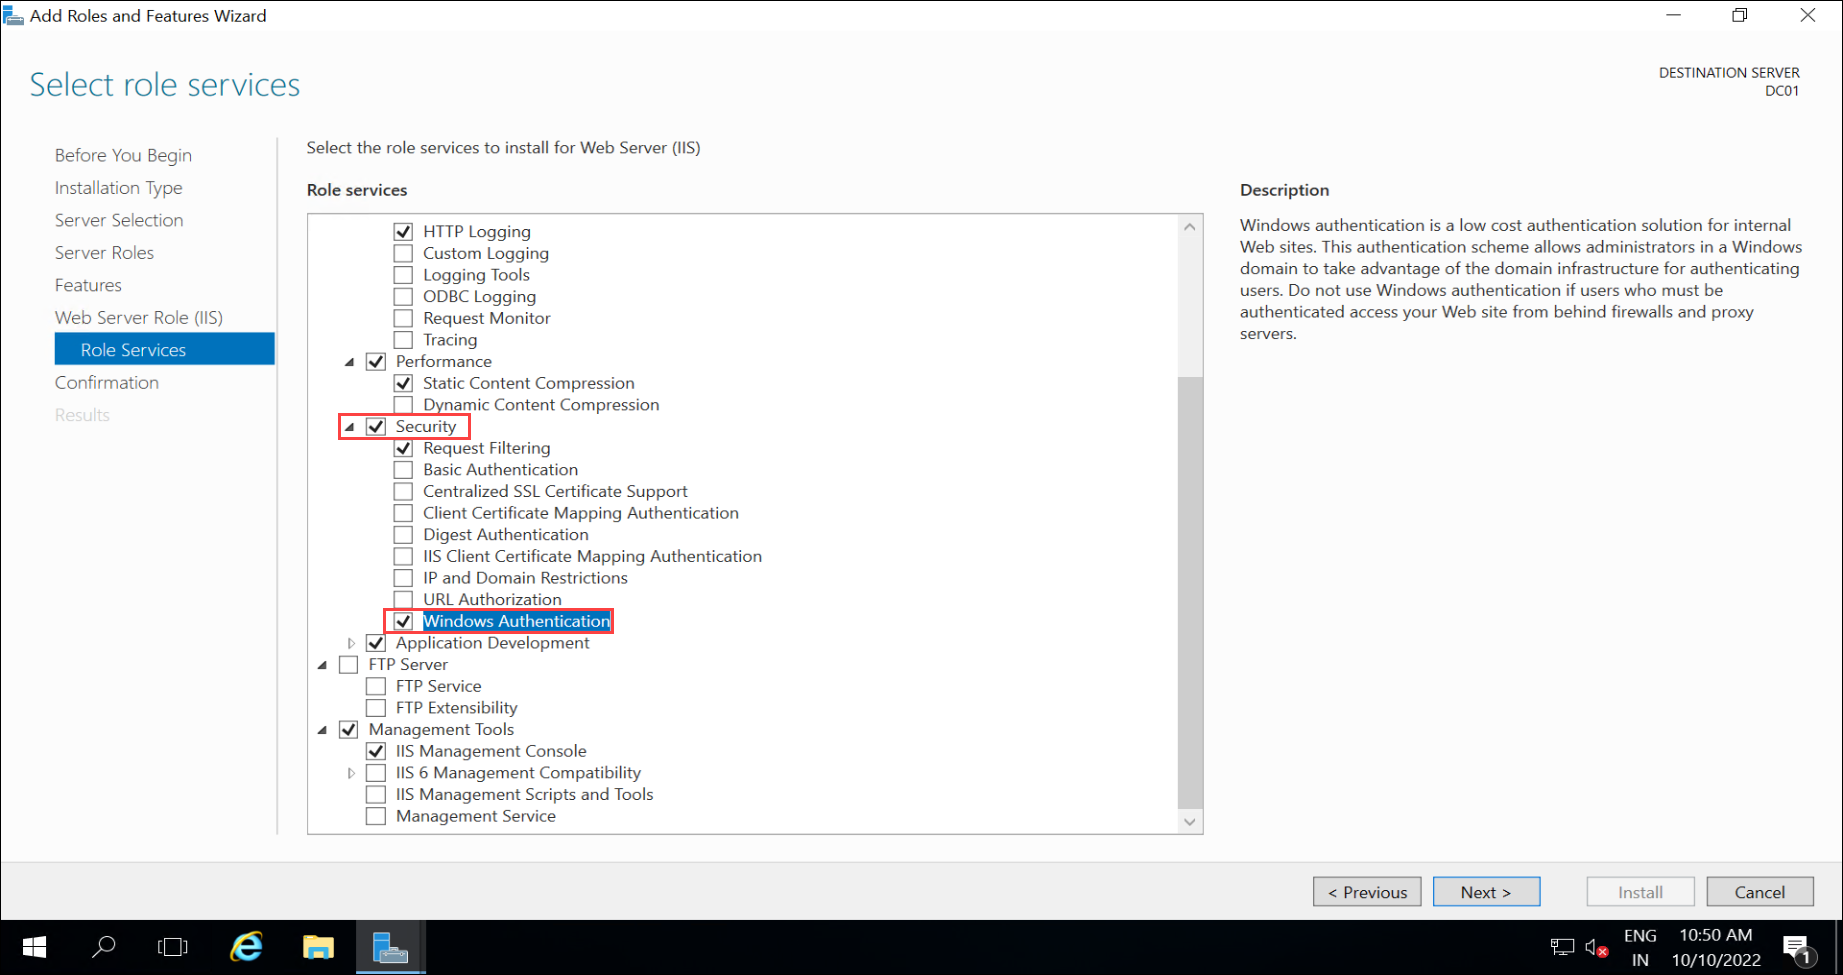 Add Roles and Features Wizard
Select role services
DESTINATION SERVER
DC01
Before You Begin
Installation Type
Server Selection
Server Roles
Features
Web Server Role (IIS)
Role Services
Confirmation
Results
Select the role services to install for Web Server (IIS)
Role services
HTTP Logging
Custom Logging
Logging Tools
ODBC Logging
Request Monitor
Tracing
Performance
Static Content Compression
Dynamic Content Compression
Security
Request Filtering
Basic Authentication
Centralized SSL Certificate Support
Client Certificate Mapping Authentication
Digest Authentication
IIS Client Certificate Mapping Authentication
IP and Domain Restrictions
URL Authorization
Windows Authentication
Application Development
FTP Server
FTP Service
FTP Extensibility
Management Tools
IIS Management Console
IIS 6 Management Compatibility
IIS Management Scripts and Tools
Management Service
Description
Windows authentication is a low cost authentication solution for internal
Web sites. This authentication scheme allows administrators in a Windows
domain to take advantage of the domain infrastructure for authenticating
users. Do not use Windows authentication if users who must be
authenticated access your Web site from behind firewalls and proxy
servers.
< Previous
Next >
Install
Cancel
ENG
IN
10:50 AM
10/10/2022
1